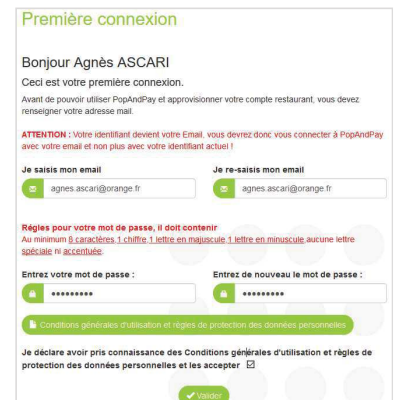 Première connexion
Bonjour Agnès ASCARI
Ceci est votre première connexion.
Avant de pouvoir utiliser PopAndPay et approvisionner votre compte restaurant, vous devez
renseigner votre adresse mail.
ATTENTION : Votre identifiant devient votre Email, vous devrez donc vous connecter à PopAndPay
avec votre email et non plus avec votre identifiant actuel !
Je saisis mon email Je re-saisis mon email
agnes.ascari@orange.fr agnes.ascari@orange.fr
Règles pour votre mot de passe, il doit contenir
Au minimum 8 caractères,1 chiffre,1 lettre en majuscule,1 lettre en minuscule,aucune lettre
spéciale ni accentuée.
Entrez votre mot de passe : Entrez de nouveau le mot de passe :
●●●●●●●●● ●●●●●●●●●
Conditions générales d'utilisation et règles de protection des données personnelles
Je déclare avoir pris connaissance des Conditions générales d'utilisation et règles de
protection des données personnelles et les accepter ☑
Valider